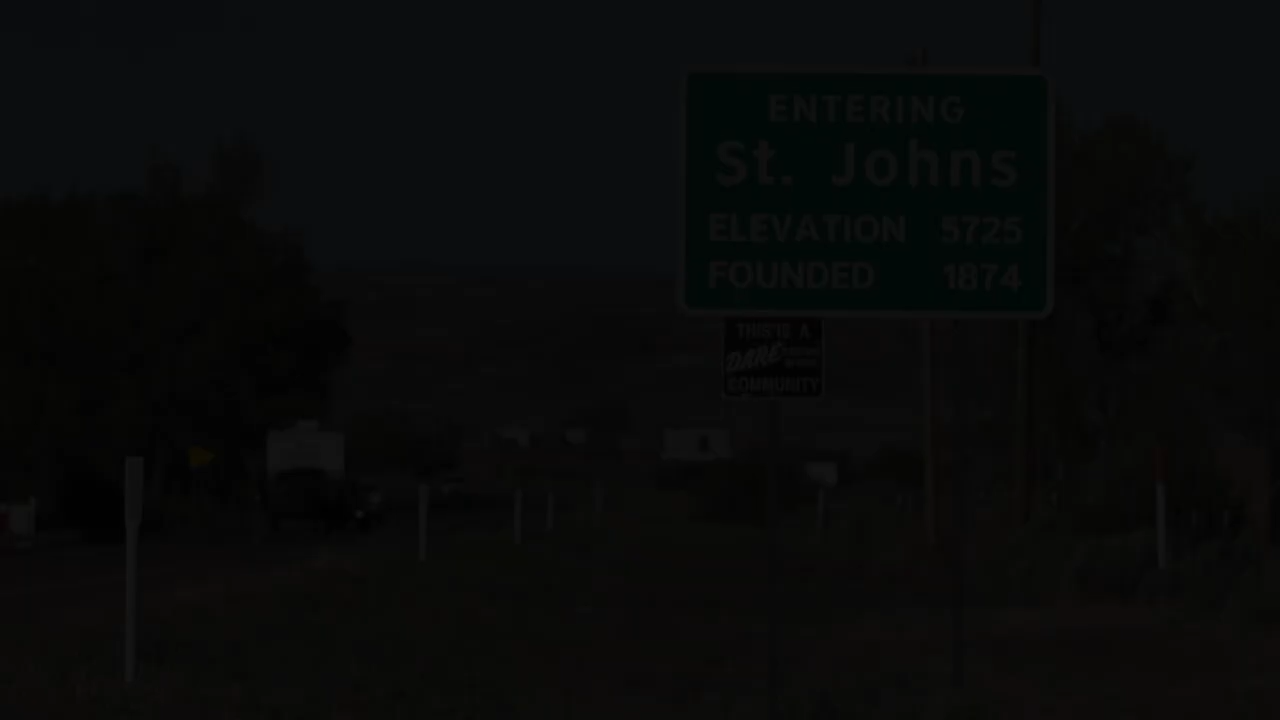 ENTERING
St. Johns
ELEVATION 5725
FOUNDED 1874
THIS IS A
DARE
COMMUNITY